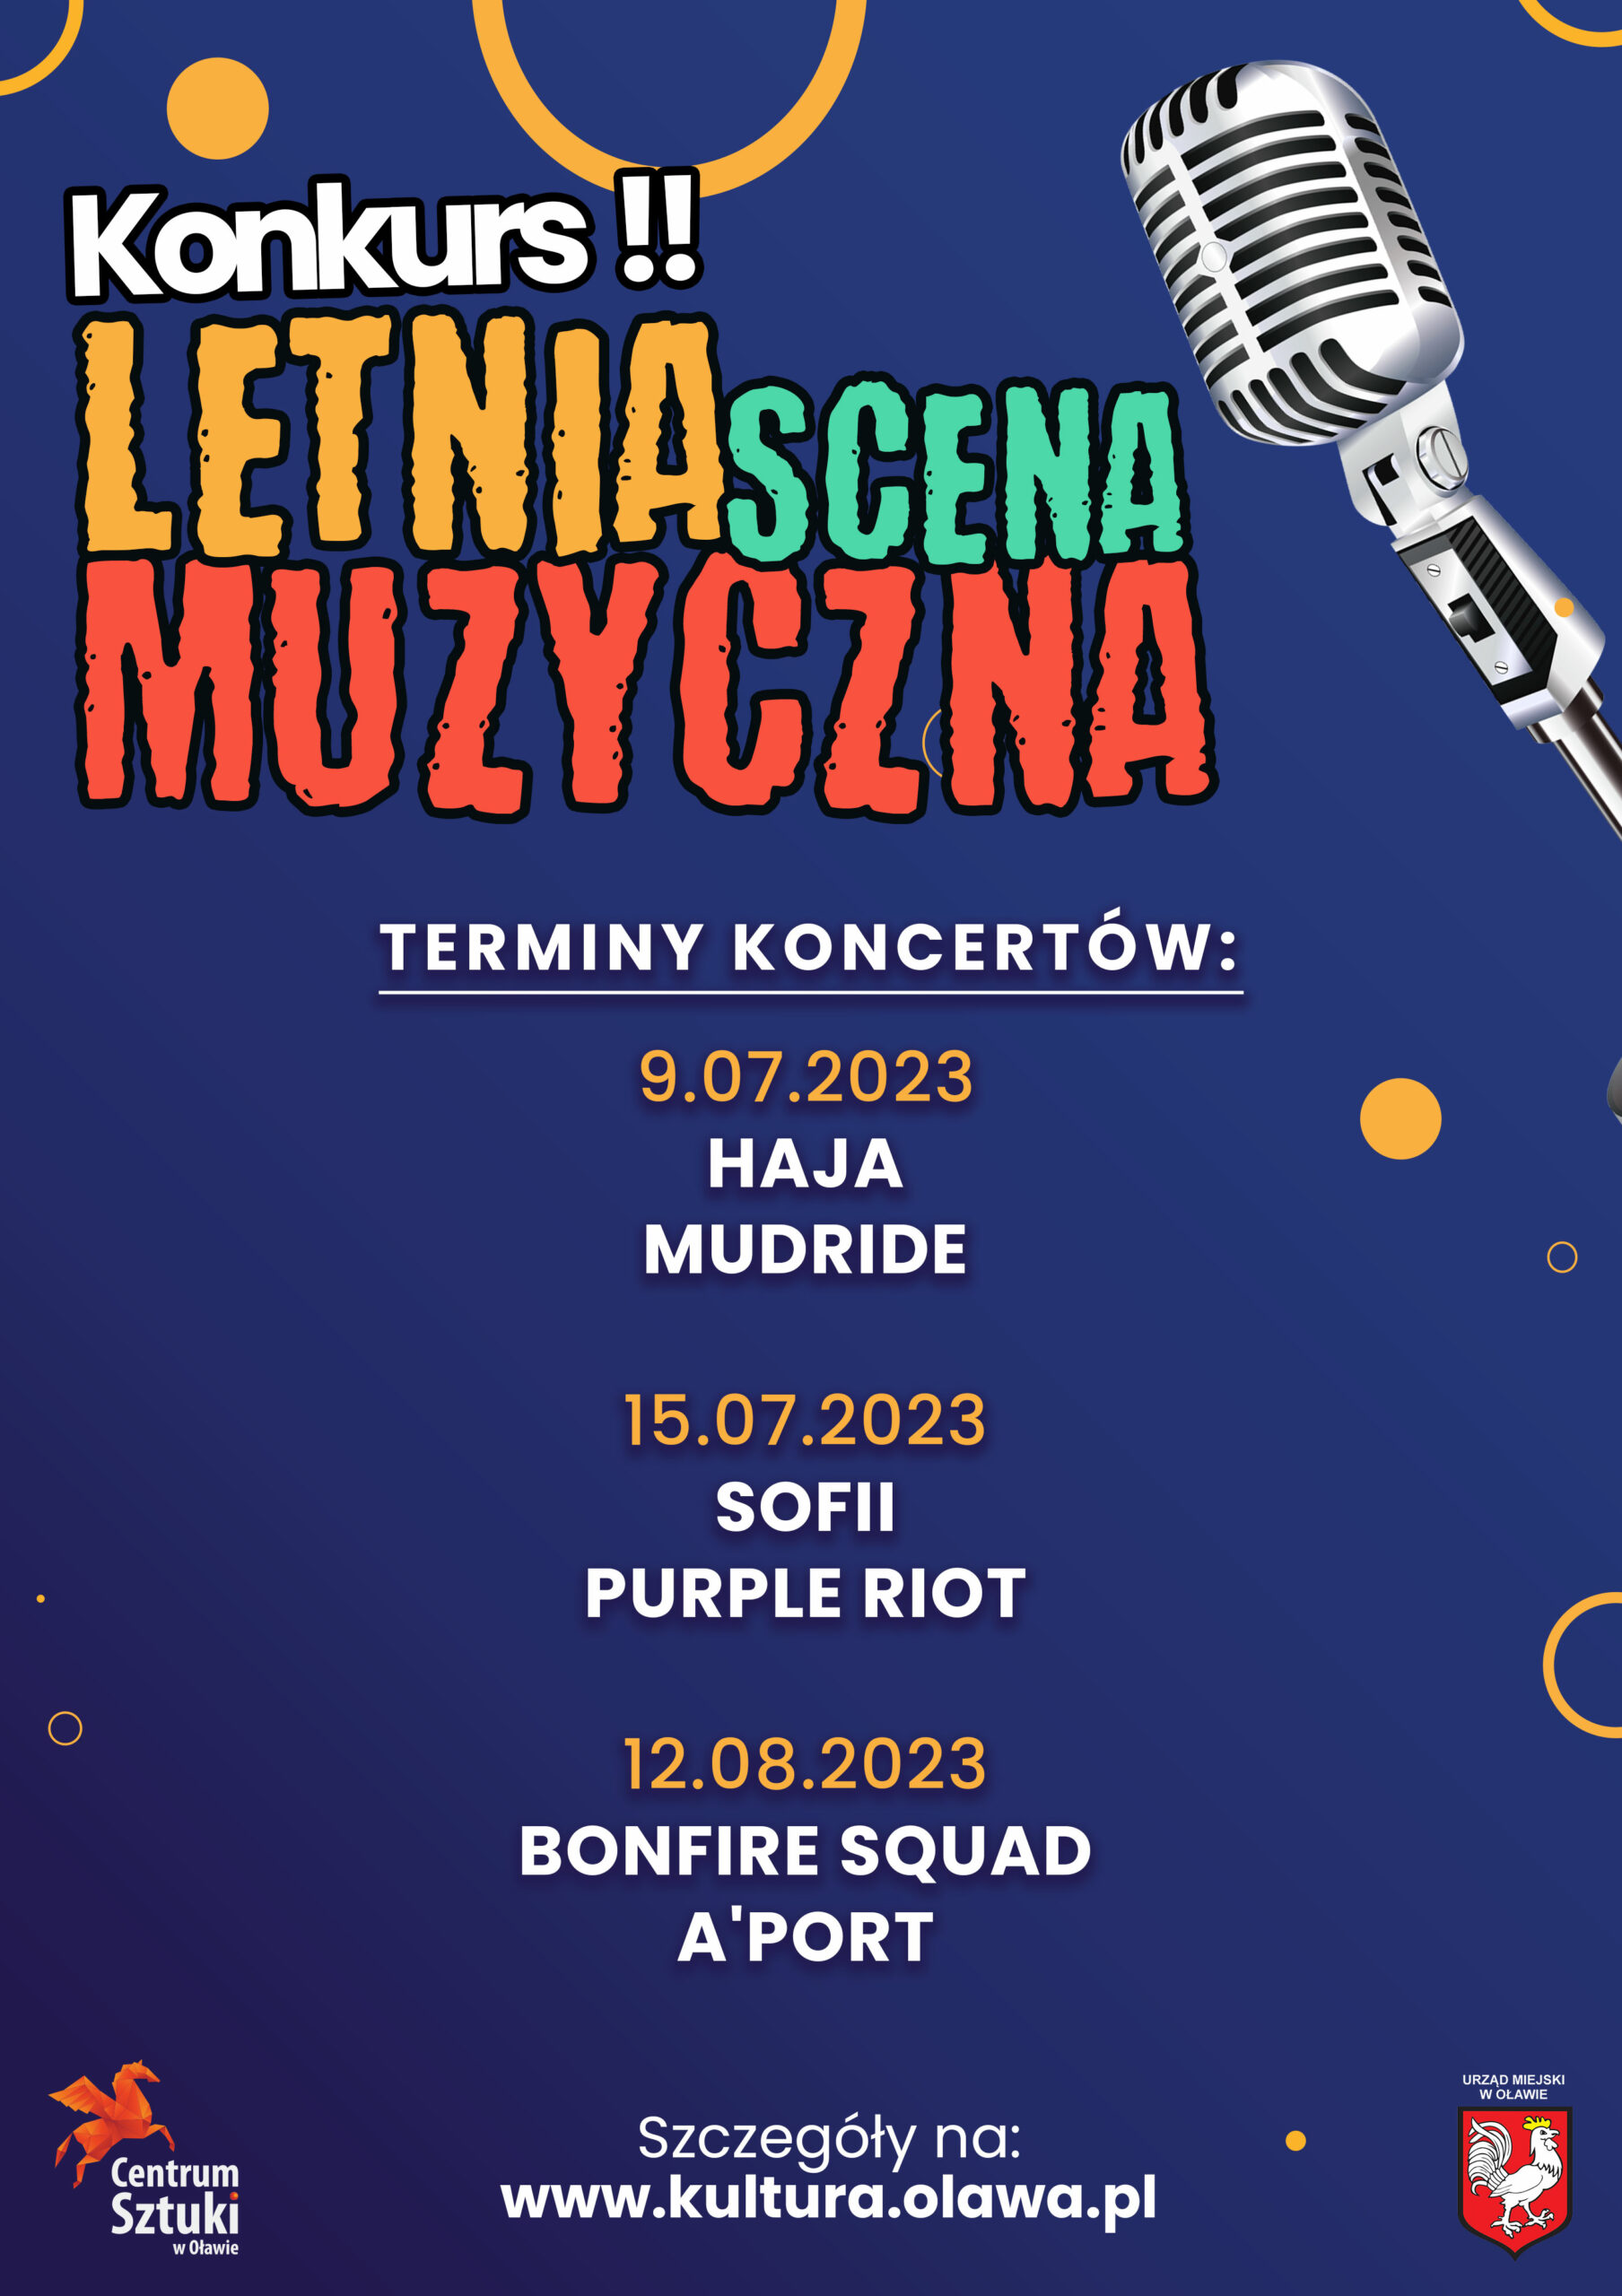 Konkurs !!
LETNIA SCENA
MUZYCZNA
TERMINY KONCERTÓW:
9.07.2023
HAJA
MUDRIDE
15.07.2023
SOFII
PURPLE RIOT
12.08.2023
BONFIRE SQUAD
A'PORT
Szczegóły na:
www.kultura.olawa.pl
Centrum
Sztuki
w Oławie
URZĄD MIEJSKI
W OŁAWIE